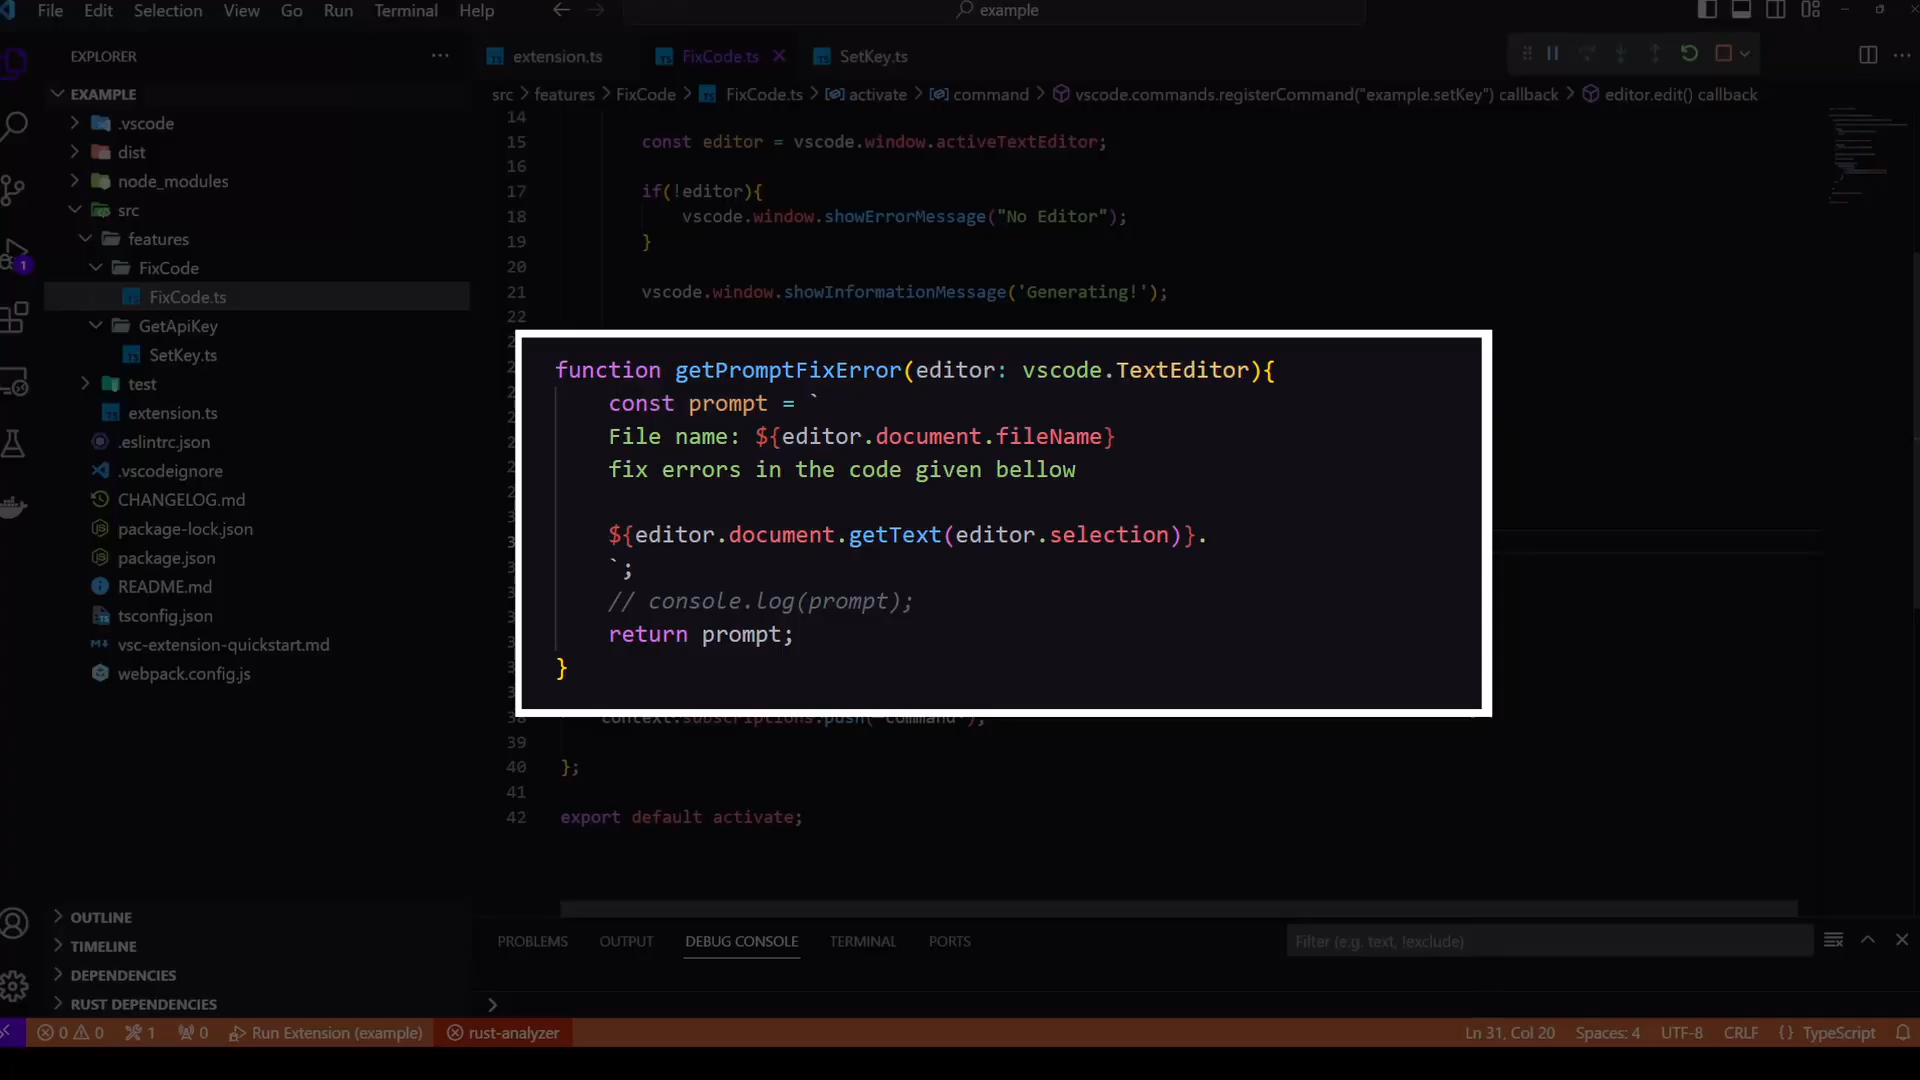 File Edit Selection View Go Run Terminal Help
example
EXPLORER
extension.ts
FixCode.ts
SetKey.ts
EXAMPLE
src > features > FixCode > FixCode.ts > activate > command > vscode.commands.registerCommand("example.setKey") callback > editor.edit() callback
.vscode
dist
node_modules
src
features
FixCode
FixCode.ts
GetApiKey
SetKey.ts
test
extension.ts
.eslintrc.json
.vscodeignore
CHANGELOG.md
package-lock.json
package.json
README.md
tsconfig.json
vsc-extension-quickstart.md
webpack.config.js
14
15 const editor = vscode.window.activeTextEditor;
16
17 if(!editor){
18 vscode.window.showErrorMessage("No Editor");
19 }
20
21 vscode.window.showInformationMessage('Generating!');
22
function getPromptFixError(editor: vscode.TextEditor){
const prompt = `
File name: ${editor.document.fileName}
fix errors in the code given bellow
${editor.document.getText(editor.selection)}.
`;
// console.log(prompt);
return prompt;
}
38 context.subscriptions.push( command );
39
40 };
41
42 export default activate;
OUTLINE
TIMELINE
DEPENDENCIES
RUST DEPENDENCIES
PROBLEMS OUTPUT DEBUG CONSOLE TERMINAL PORTS
Filter (e.g. text, !exclude)
1
0 0 1 0 Run Extension (example) rust-analyzer
Ln 31, Col 20 Spaces: 4 UTF-8 CRLF {} TypeScript